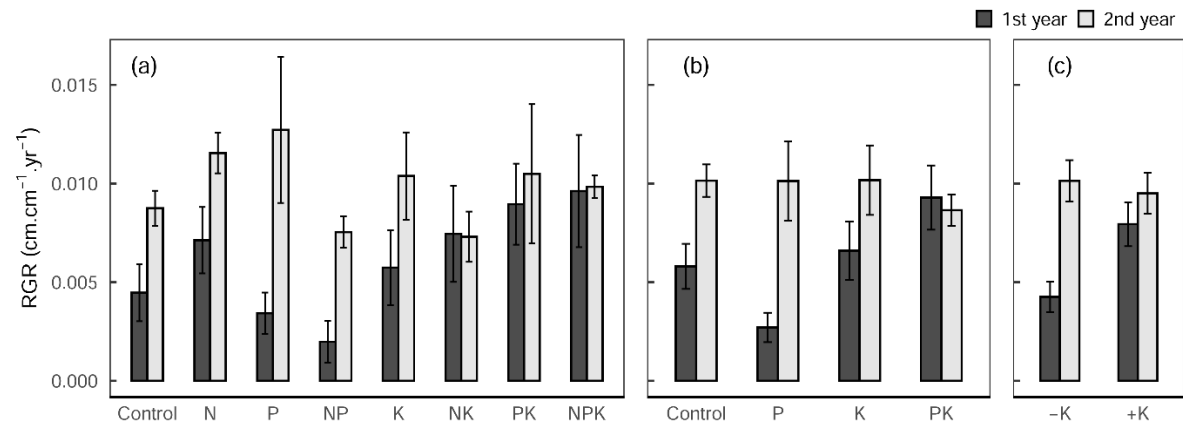 1st year 2nd year
(a) (b) (c)
RGR (cm.cm⁻¹.yr⁻¹)
0.015
0.010
0.005
0.000
Control N P NP K NK PK NPK Control P K PK −K +K